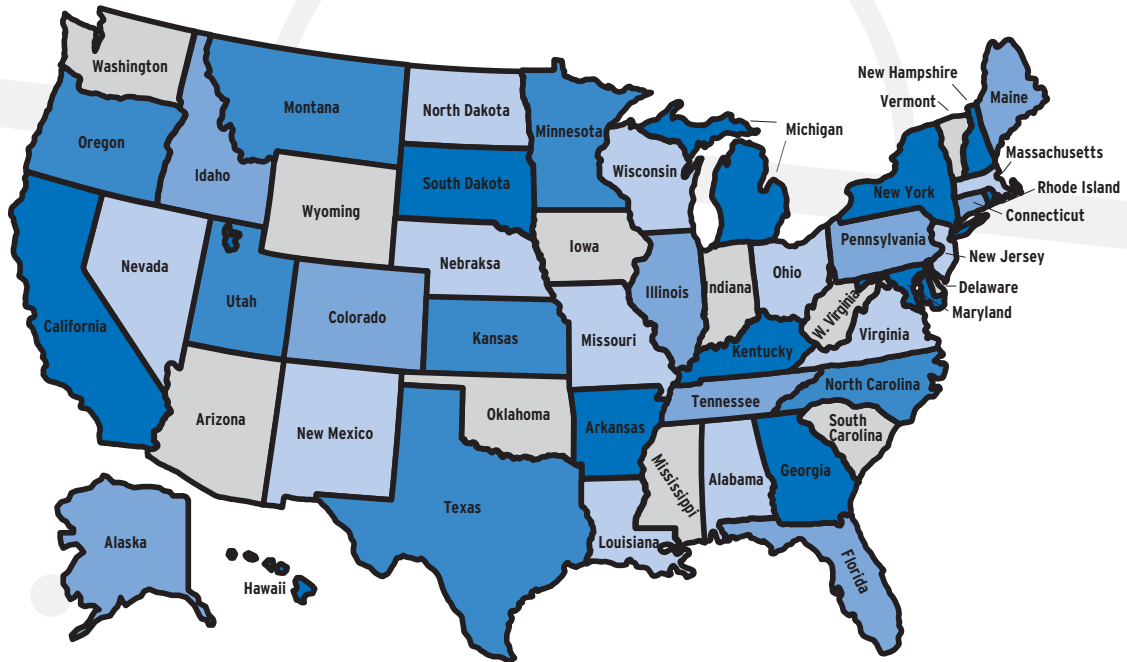 New Hampshire
Washington
Vermont
Maine
Montana
North Dakota
Minnesota
Michigan
Oregon
Massachusetts
Idaho
Wisconsin
South Dakota
New York
Rhode Island
Wyoming
Connecticut
Iowa
Pennsylvania
Nevada
Nebraksa
Ohio
New Jersey
Utah
Illinois
Indiana
Delaware
Colorado
W. Virginia
Maryland
California
Kansas
Missouri
Virginia
Kentucky
North Carolina
Tennessee
Arizona
Oklahoma
South
Carolina
New Mexico
Arkansas
Georgia
Mississippi
Alabama
Texas
Alaska
Louisiana
Florida
Hawaii